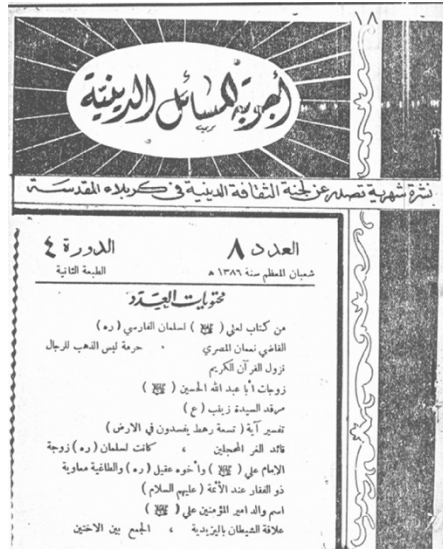 ١٨
أجوبة المسائل الدينية
نشرة شهرية تصدر عن لجنة الثقافة الدينية في كربلاء المقدسة
العدد ٨ الدورة ٤
شعبان المعظم سنة ١٣٨٦ هـ الطبعة الثانية
محتويات العدد
من كتاب لعلي (ﷺ) لسلمان الفارسي (ره)
القاضي نعمان المصري ، حرمة لبس الذهب للرجال
نزول القرآن الكريم
زوجات أبا عبد الله الحسين ()
مرقد السيدة زينب (ع)
تفسير آية (تسعة رهط يفسدون في الارض)
قائد الغر المحجلين ، كانت لسلمان (ره) زوجة
الامام علي () وأخوه عقيل (ره) والطاغية معاوية
ذو الفقار عند الأئمة (عليهم السلام)
اسم والد امير المؤمنين علي ()
علاقة الشيطان باليزيدية ، الجمع بين الاختين